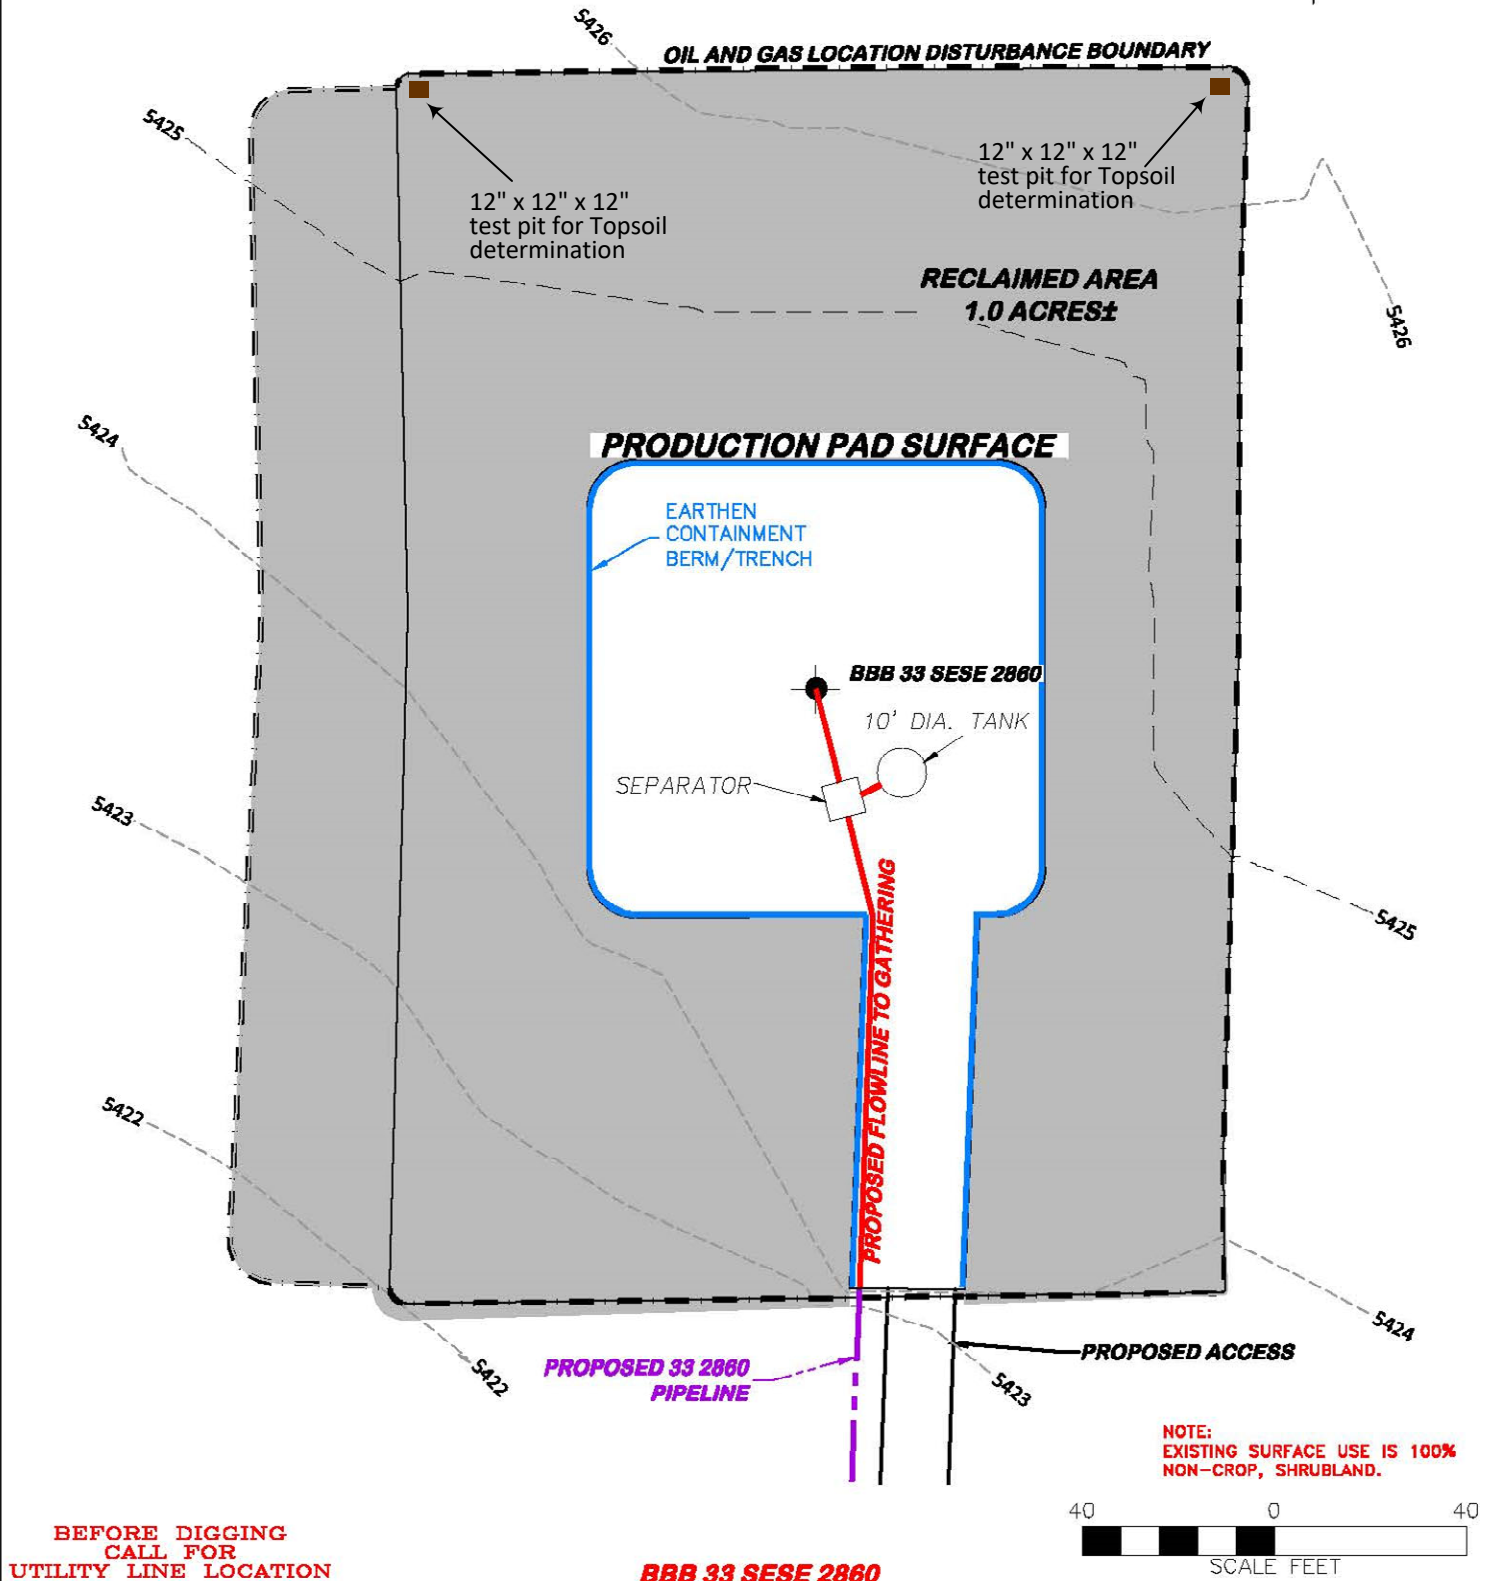 5426
OIL AND GAS LOCATION DISTURBANCE BOUNDARY
5425
12" x 12" x 12"
test pit for Topsoil
determination
12" x 12" x 12"
test pit for Topsoil
determination
RECLAIMED AREA
1.0 ACRES±
5426
5424
PRODUCTION PAD SURFACE
EARTHEN
CONTAINMENT
BERM/TRENCH
BBB 33 SESE 2860
10' DIA. TANK
SEPARATOR
5423
PROPOSED FLOWLINE TO GATHERING
5425
5422
5424
PROPOSED ACCESS
PROPOSED 33 2860
PIPELINE
5422
5423
NOTE:
EXISTING SURFACE USE IS 100%
NON-CROP, SHRUBLAND.
40 0 40
SCALE FEET
BEFORE DIGGING
CALL FOR
UTILITY LINE LOCATION
BBB 33 SESE 2860